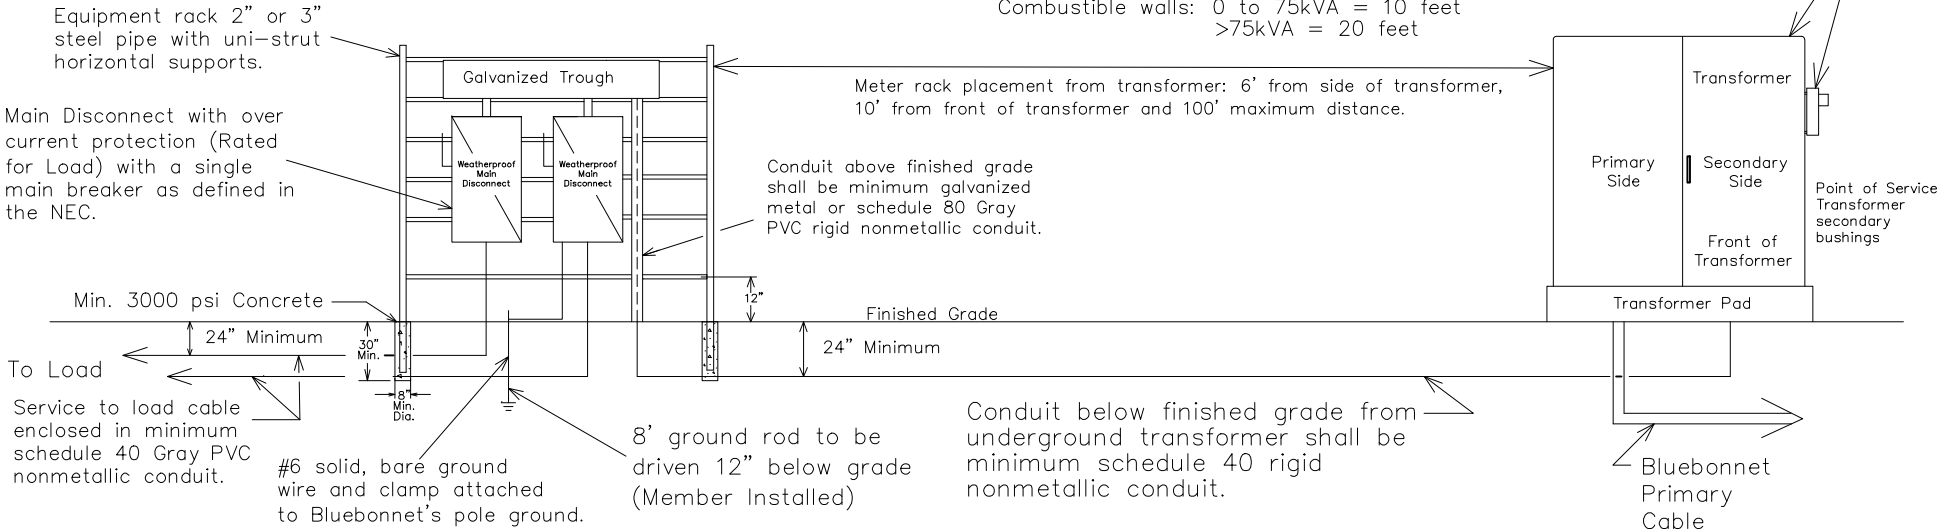 Equipment rack 2" or 3"
steel pipe with uni-strut
horizontal supports.
Combustible walls: 0 to 75kVA = 10 feet
>75kVA = 20 feet
Galvanized Trough
Main Disconnect with over
current protection (Rated
for Load) with a single
main breaker as defined in
the NEC.
Weatherproof
Main
Disconnect
Weatherproof
Main
Disconnect
Meter rack placement from transformer: 6' from side of transformer,
10' from front of transformer and 100' maximum distance.
Conduit above finished grade
shall be minimum galvanized
metal or schedule 80 Gray
PVC rigid nonmetallic conduit.
Transformer
Primary
Side
Secondary
Side
Front of
Transformer
Transformer Pad
Point of Service
Transformer
secondary
bushings
Min. 3000 psi Concrete
12"
Finished Grade
24" Minimum
30"
Min.
24" Minimum
To Load
8"
Min.
Dia.
Service to load cable
enclosed in minimum
schedule 40 Gray PVC
nonmetallic conduit.
#6 solid, bare ground
wire and clamp attached
to Bluebonnet's pole ground.
8' ground rod to be
driven 12" below grade
(Member Installed)
Conduit below finished grade from
underground transformer shall be
minimum schedule 40 rigid
nonmetallic conduit.
Bluebonnet
Primary
Cable